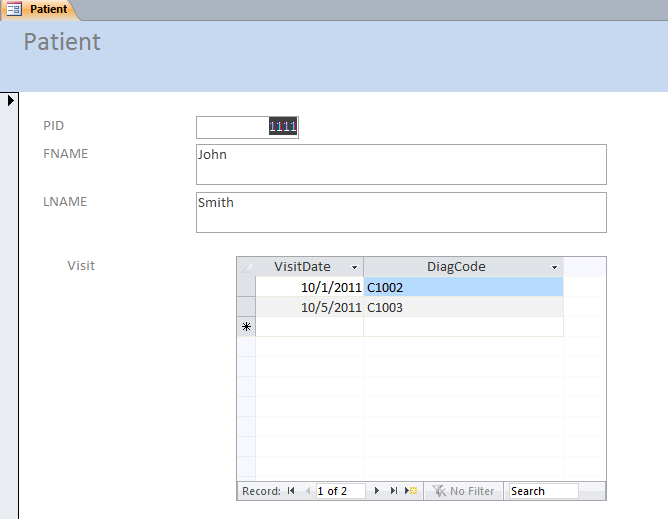 Patient
Patient
PID 1111
FNAME John
LNAME Smith
Visit VisitDate DiagCode
10/1/2011 C1002
10/5/2011 C1003
Record: 1 of 2 No Filter Search